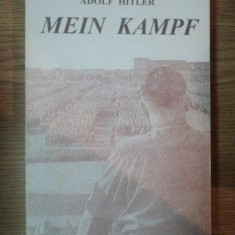 ADOLF HITLER
MEIN KAMPF